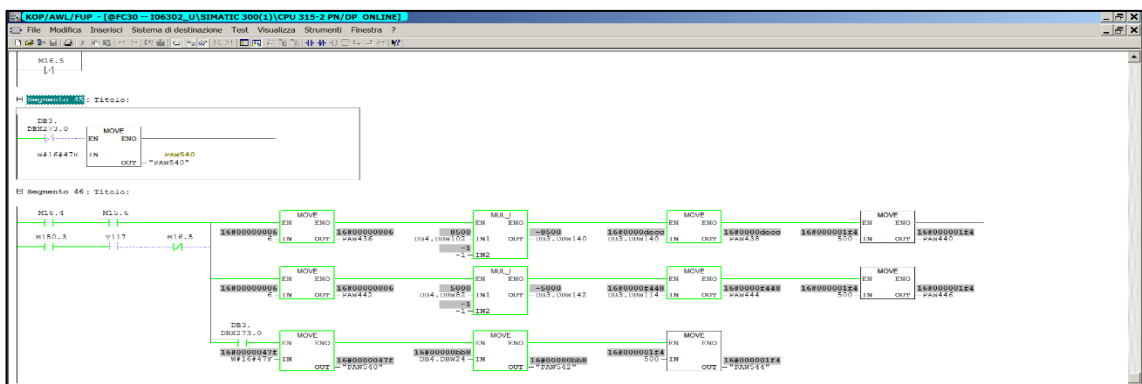 KOP/AWL/FUP - [@FC30 -- I06302_U\SIMATIC 300(1)\CPU 315-2 PN/DP ONLINE]
File Modifica Inserisci Sistema di destinazione Test Visualizza Strumenti Finestra ?
M16.5
Segmento 45: Titolo:
DB3.
DBX273.0
MOVE
EN ENO
W#16#47E IN PAW540
OUT "PAW540"
Segmento 46: Titolo:
M16.4 M15.6 MOVE MUL_I MOVE MOVE
EN ENO EN ENO EN ENO EN ENO
M150.3 T117 M16.5 16#00000006 16#00000006 8500 -8500 16#0000decc 16#0000decc 16#000001f4 16#000001f4
6 IN OUT PAW436 DB4.DBW102 IN1 OUT DB3.DBW140 DB3.DBW140 IN OUT PAW438 500 IN OUT PAW440
-1
-1 IN2
MOVE MUL_I MOVE MOVE
EN ENO EN ENO EN ENO EN ENO
16#00000006 16#00000006 5000 -5000 16#0000f448 16#0000f448 16#000001f4 16#000001f4
6 IN OUT PAW442 DB4.DBW82 IN1 OUT DB3.DBW142 DB3.DBW114 IN OUT PAW444 500 IN OUT PAW446
-1
-1 IN2
DB3.
DBX273.0 MOVE MOVE MOVE
EN ENO EN ENO EN ENO
16#0000047f 16#00000bb8 16#000001f4
W#16#47F IN 16#0000047f DB4.DBW24 IN 16#00000bb8 500 IN 16#000001f4
OUT "PAW540" OUT "PAW542" OUT "PAW544"